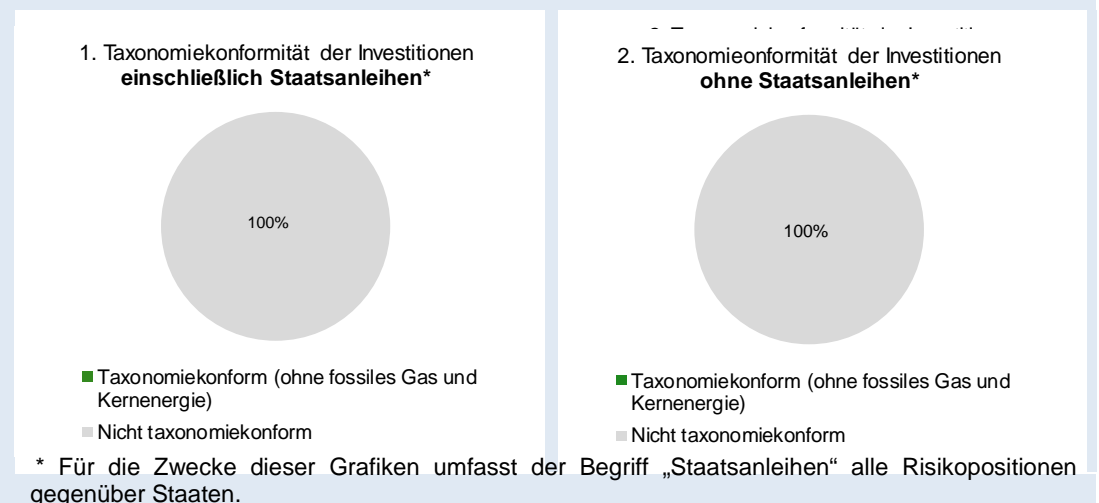 1. Taxonomiekonformität der Investitionen
einschließlich Staatsanleihen*
100%
Taxonomiekonform (ohne fossiles Gas und
Kernenergie)
Nicht taxonomiekonform
2. Taxonomieonformität der Investitionen
ohne Staatsanleihen*
100%
Taxonomiekonform (ohne fossiles Gas und
Kernenergie)
Nicht taxonomiekonform
* Für die Zwecke dieser Grafiken umfasst der Begriff „Staatsanleihen“ alle Risikopositionen
gegenüber Staaten.